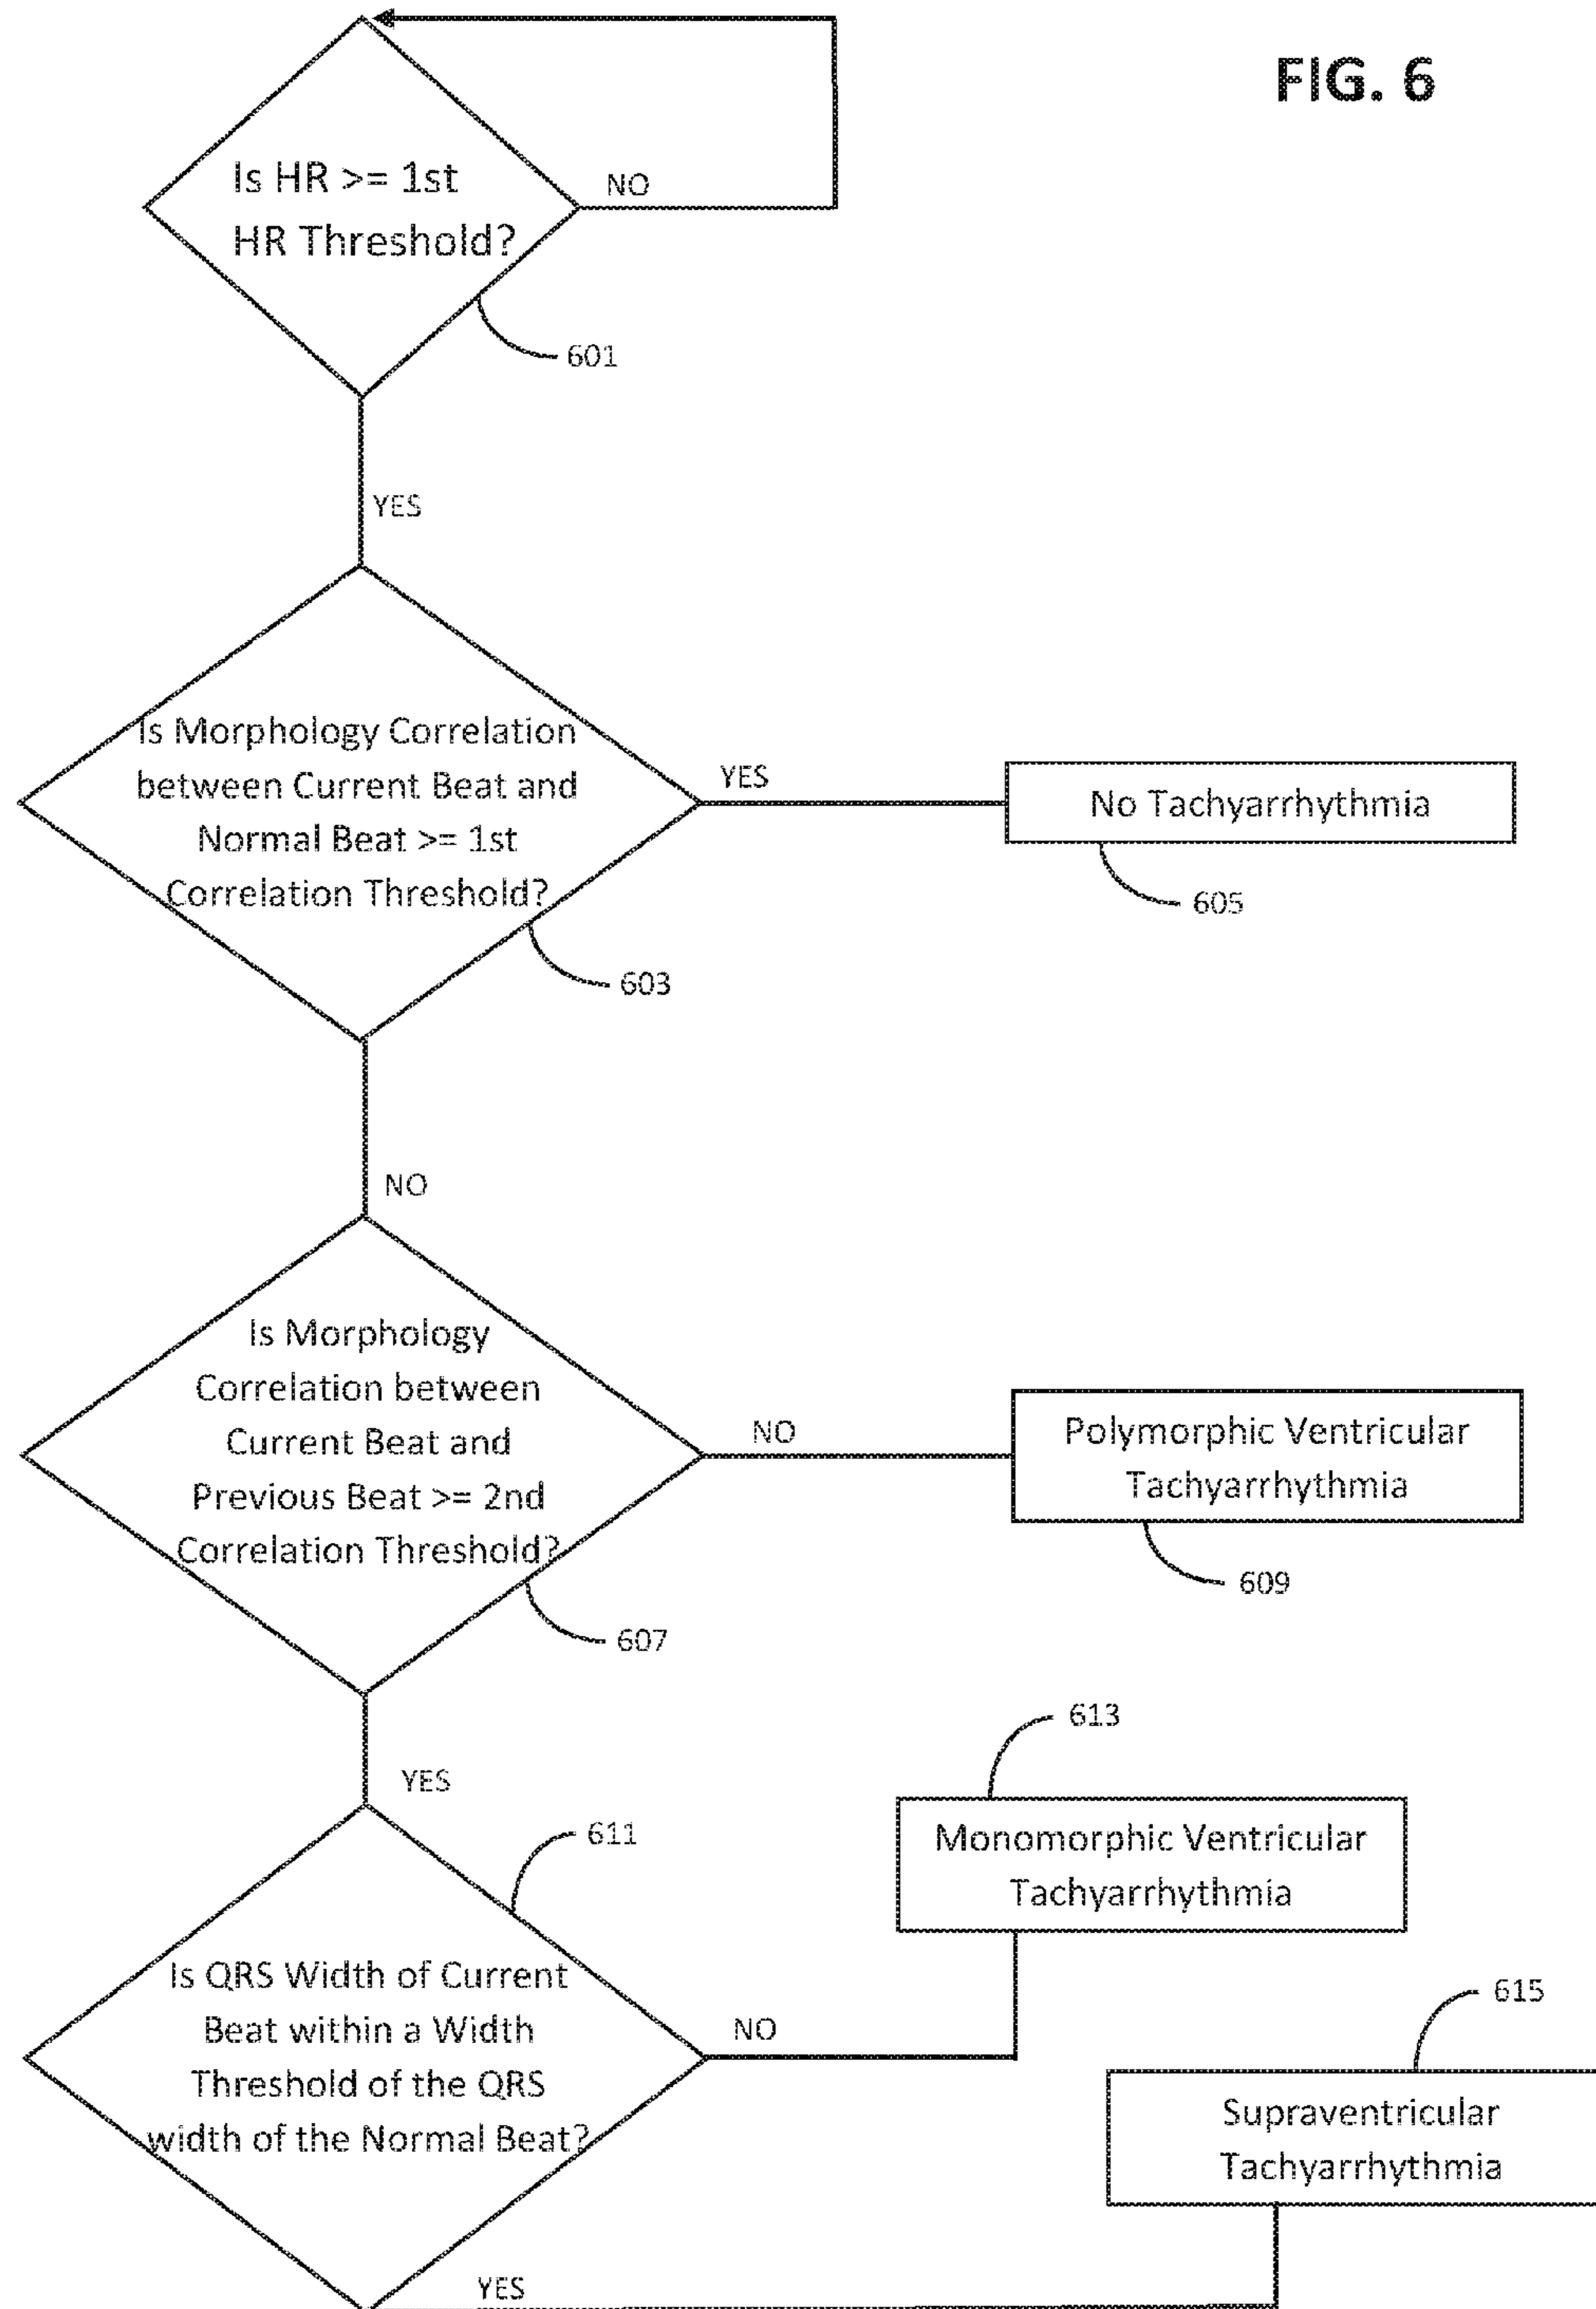 FIG. 6
Is HR >= 1st
HR Threshold?
NO
601
YES
Is Morphology Correlation
between Current Beat and
Normal Beat >= 1st
Correlation Threshold?
YES
No Tachyarrhythmia
605
603
NO
Is Morphology
Correlation between
Current Beat and
Previous Beat >= 2nd
Correlation Threshold?
NO
Polymorphic Ventricular
Tachyarrhythmia
609
607
YES
613
Monomorphic Ventricular
Tachyarrhythmia
611
Is QRS Width of Current
Beat within a Width
Threshold of the QRS
width of the Normal Beat?
NO
615
Supraventricular
Tachyarrhythmia
YES